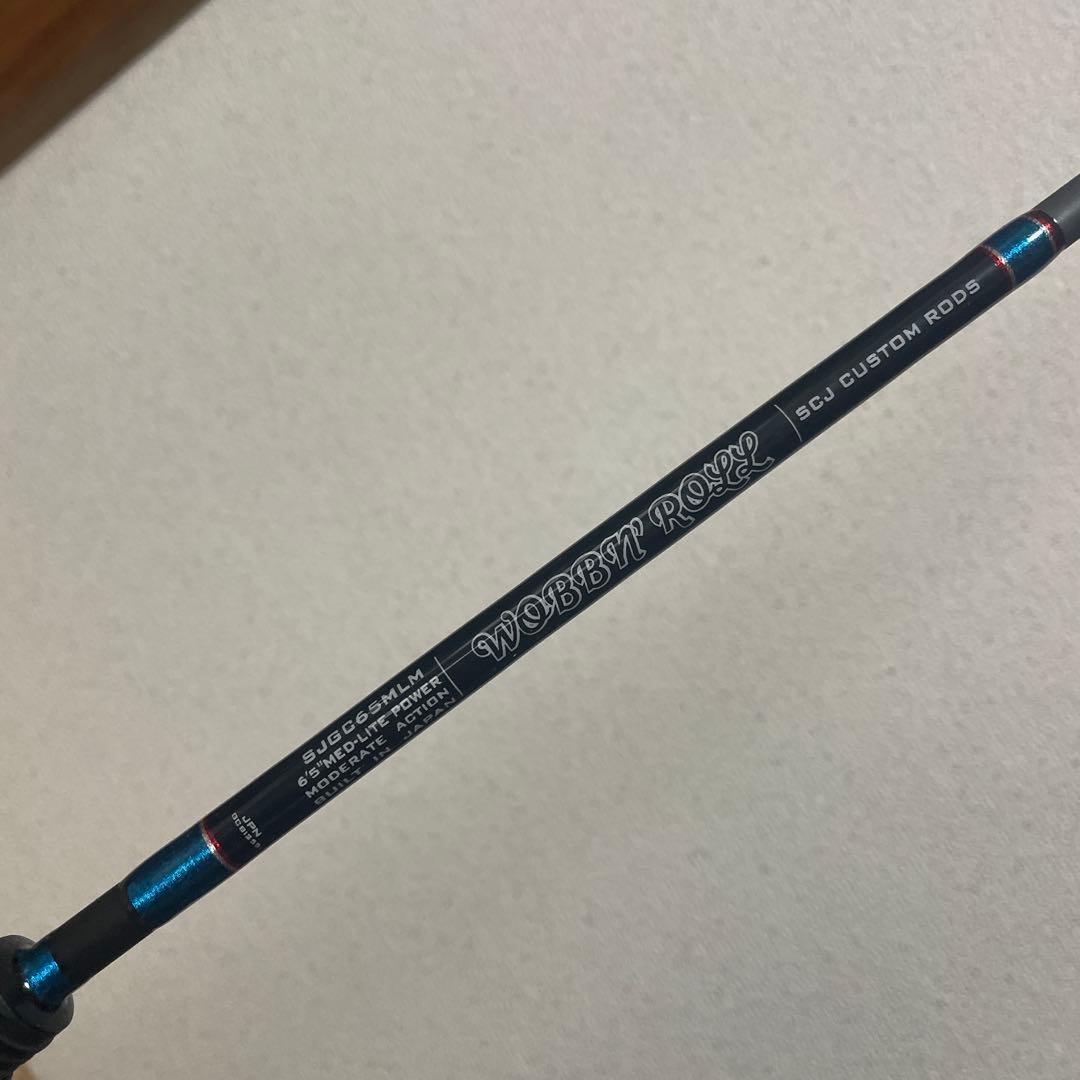 JPN
SJGC65MLM
6'5" MED-LITE POWER
MODERATE ACTION
BUILT IN JAPAN
WOBBN' ROLL
SCJ CUSTOM RODS